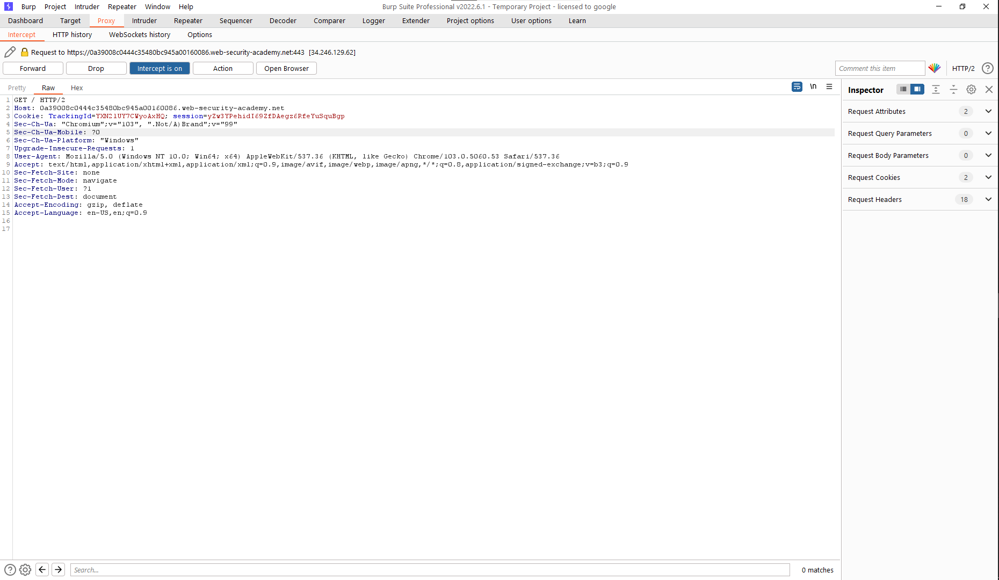 Burp Project Intruder Repeater Window Help
Burp Suite Professional v2022.6.1 - Temporary Project - licensed to google
Dashboard Target Proxy Intruder Repeater Sequencer Decoder Comparer Logger Extender Project options User options Learn
Intercept HTTP history WebSockets history Options
Request to https://0a39008c0444c35480bc945a00160086.web-security-academy.net:443 [34.246.129.62]
Forward Drop Intercept is on Action Open Browser
Comment this item HTTP/2 ?
Pretty Raw Hex
\n
1 GET / HTTP/2
2 Host: 0a39008c0444c35480bc945a00160086.web-security-academy.net
3 Cookie: TrackingId=YXN21UY7CWyoAxHQ; session=yZw3YPehidI69ZfDAegz6RfeYuSquBgp
4 Sec-Ch-Ua: "Chromium";v="103", ".Not/A)Brand";v="99"
5 Sec-Ch-Ua-Mobile: ?0
6 Sec-Ch-Ua-Platform: "Windows"
7 Upgrade-Insecure-Requests: 1
8 User-Agent: Mozilla/5.0 (Windows NT 10.0; Win64; x64) AppleWebKit/537.36 (KHTML, like Gecko) Chrome/103.0.5060.53 Safari/537.36
9 Accept: text/html,application/xhtml+xml,application/xml;q=0.9,image/avif,image/webp,image/apng,*/*;q=0.8,application/signed-exchange;v=b3;q=0.9
10 Sec-Fetch-Site: none
11 Sec-Fetch-Mode: navigate
12 Sec-Fetch-User: ?1
13 Sec-Fetch-Dest: document
14 Accept-Encoding: gzip, deflate
15 Accept-Language: en-US,en;q=0.9
16
17
Inspector
Request Attributes 2
Request Query Parameters 0
Request Body Parameters 0
Request Cookies 2
Request Headers 18
? Search... 0 matches